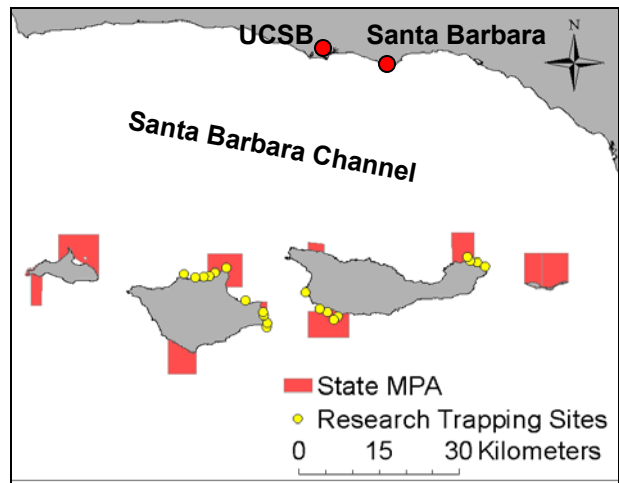 UCSB Santa Barbara
N
Santa Barbara Channel
State MPA
Research Trapping Sites
0 15 30 Kilometers